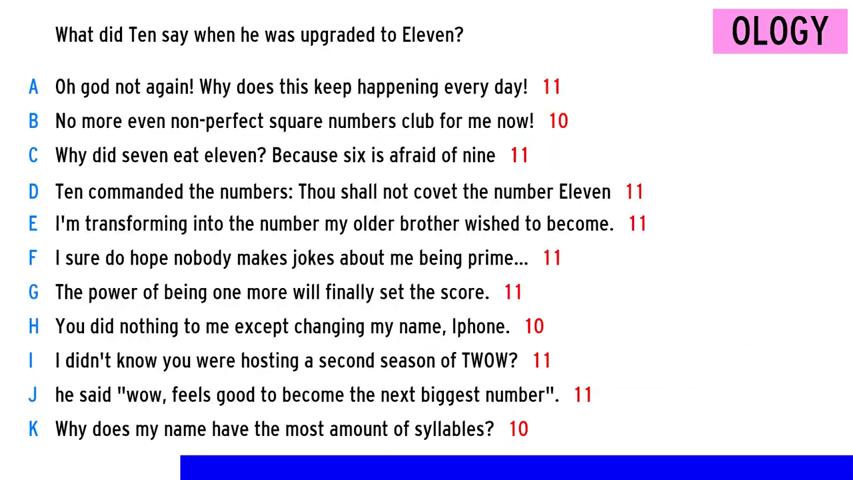 What did Ten say when he was upgraded to Eleven?
OLOGY
A Oh god not again! Why does this keep happening every day! 11
B No more even non-perfect square numbers club for me now! 10
C Why did seven eat eleven? Because six is afraid of nine 11
D Ten commanded the numbers: Thou shall not covet the number Eleven 11
E I'm transforming into the number my older brother wished to become. 11
F I sure do hope nobody makes jokes about me being prime... 11
G The power of being one more will finally set the score. 11
H You did nothing to me except changing my name, Iphone. 10
I I didn't know you were hosting a second season of TWOW? 11
J he said "wow, feels good to become the next biggest number". 11
K Why does my name have the most amount of syllables? 10